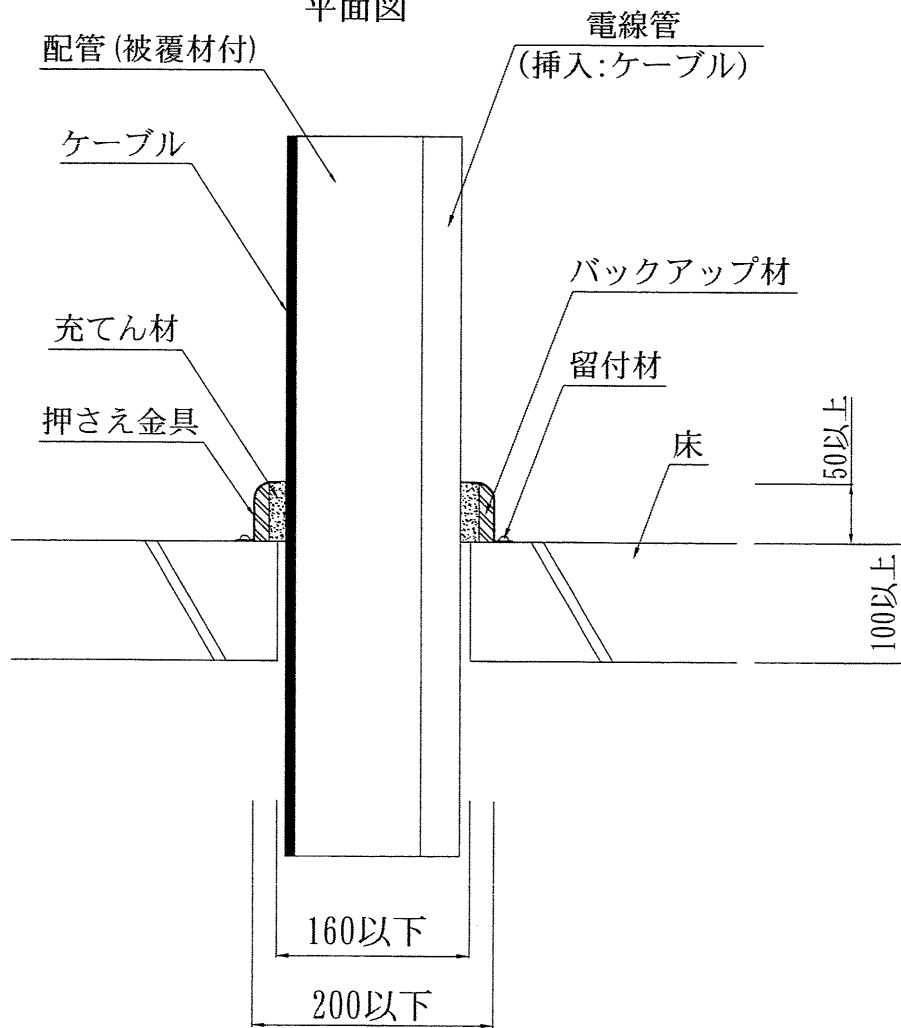 平面図
配管(被覆材付)
電線管
(挿入:ケーブル)
ケーブル
バックアップ材
充てん材
留付材
押さえ金具
床
50以上
100以上
160以下
200以下